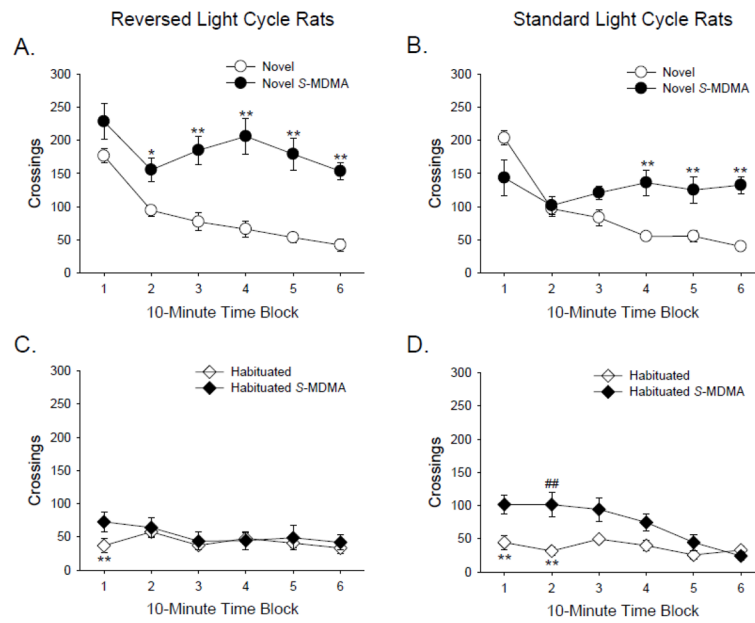 Reversed Light Cycle Rats
Standard Light Cycle Rats
A.
Novel
Novel S-MDMA
300
250
200
150
100
50
0
Crossings
*
**
**
**
**
1 2 3 4 5 6
10-Minute Time Block
B.
Novel
Novel S-MDMA
300
250
200
150
100
50
0
Crossings
**
**
**
1 2 3 4 5 6
10-Minute Time Block
C.
Habituated
Habituated S-MDMA
300
250
200
150
100
50
0
Crossings
**
1 2 3 4 5 6
10-Minute Time Block
D.
Habituated
Habituated S-MDMA
300
250
200
150
100
50
0
Crossings
##
**
**
1 2 3 4 5 6
10-Minute Time Block